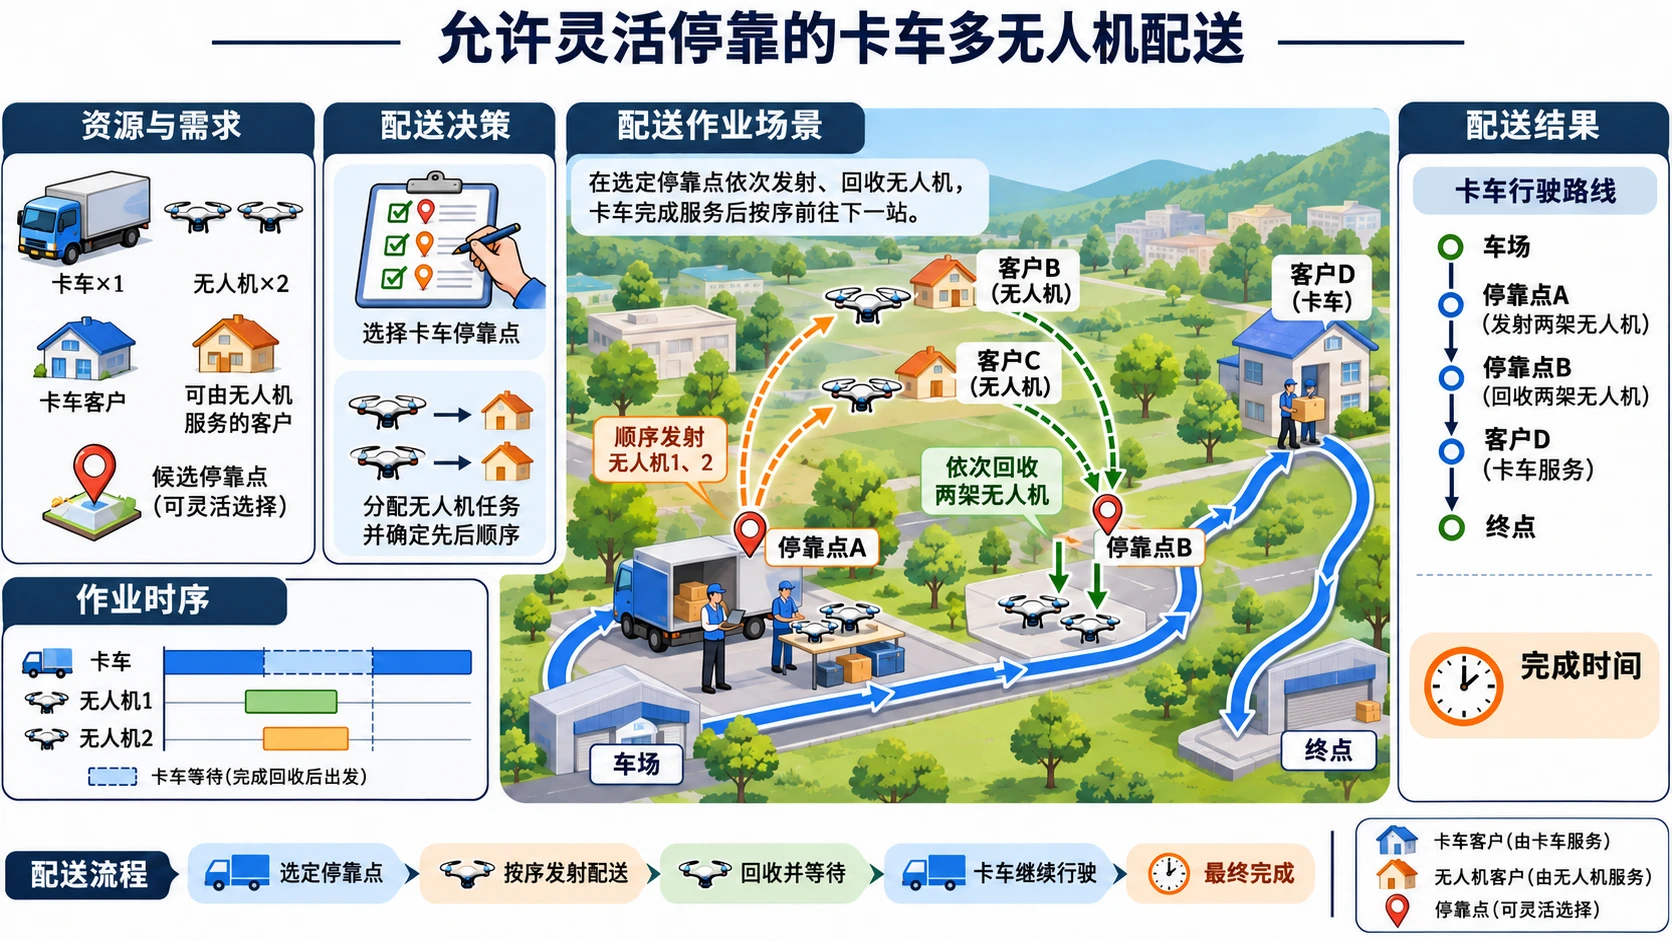 允许灵活停靠的卡车多无人机配送
资源与需求
卡车×1
无人机×2
卡车客户
可由无人机
服务的客户
候选停靠点
(可灵活选择)
配送决策
选择卡车停靠点
分配无人机任务
并确定先后顺序
配送作业场景
在选定停靠点依次发射、回收无人机，
卡车完成服务后按序前往下一站。
客户B
(无人机)
客户C
(无人机)
客户D
(卡车)
顺序发射
无人机1、2
依次回收
两架无人机
停靠点A
停靠点B
车场
终点
配送结果
卡车行驶路线
车场
停靠点A
(发射两架无人机)
停靠点B
(回收两架无人机)
客户D
(卡车服务)
终点
完成时间
作业时序
卡车
无人机1
无人机2
卡车等待(完成回收后出发)
配送流程
选定停靠点
按序发射配送
回收并等待
卡车继续行驶
最终完成
卡车客户(由卡车服务)
无人机客户(由无人机服务)
停靠点(可灵活选择)